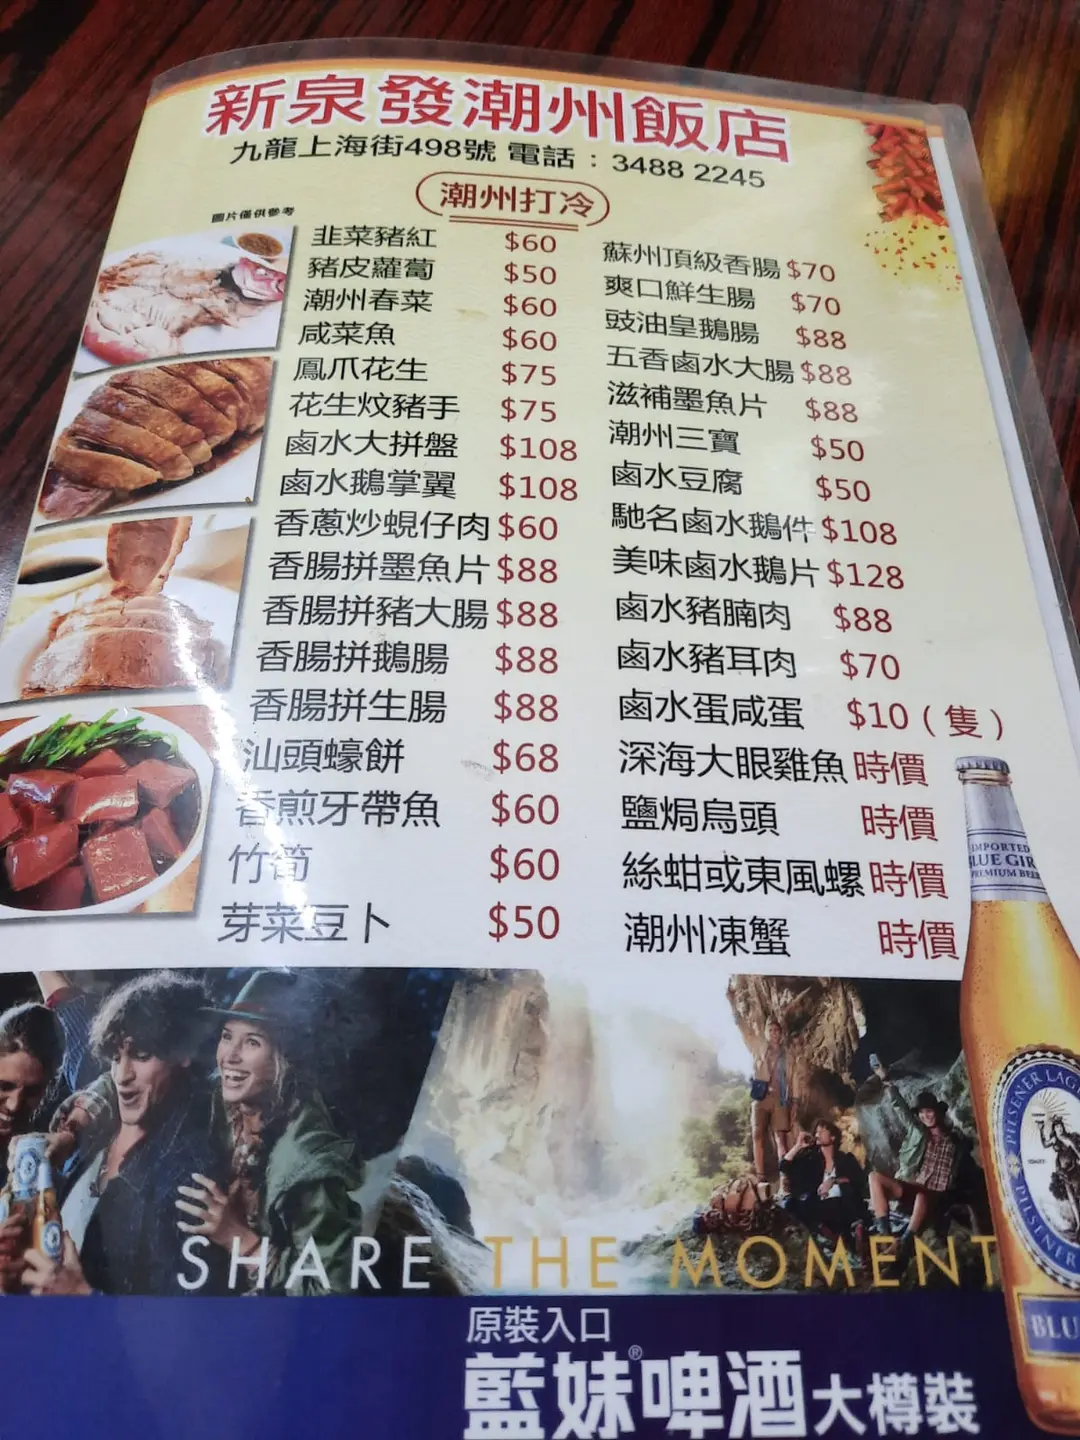 新泉發潮州飯店
九龍上海街498號 電話：3488 2245
潮州打冷
圖片僅供參考
韭菜豬紅 $60
豬皮蘿蔔 $50
潮州春菜 $60
咸菜魚 $60
鳳爪花生 $75
花生炆豬手 $75
鹵水大拼盤 $108
鹵水鵝掌翼 $108
香蔥炒蜆仔肉 $60
香腸拼墨魚片 $88
香腸拼豬大腸 $88
香腸拼鵝腸 $88
香腸拼生腸 $88
汕頭蠔餅 $68
香煎牙帶魚 $60
竹筍 $60
芽菜豆卜 $50
蘇州頂級香腸 $70
爽口鮮生腸 $70
豉油皇鵝腸 $88
五香鹵水大腸 $88
滋補墨魚片 $88
潮州三寶 $50
鹵水豆腐 $50
馳名鹵水鵝件 $108
美味鹵水鵝片 $128
鹵水豬腩肉 $88
鹵水豬耳肉 $70
鹵水蛋咸蛋 $10（隻）
深海大眼雞魚 時價
鹽焗烏頭 時價
絲蚶或東風螺 時價
潮州凍蟹 時價
IMPORTED
BLUE GIR
PREMIUM BEER
PILSENER LAG
PILSENER
BLU
SHARE THE MOMENT
原裝入口
藍妹®啤酒大樽裝